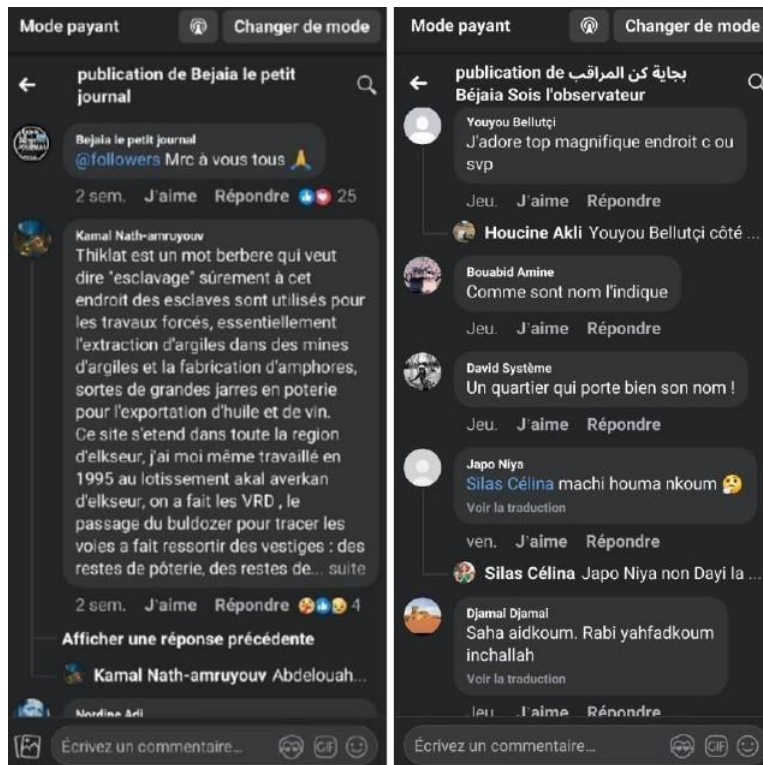 Mode payant
Changer de mode
publication de Bejaia le petit
journal
Bejaia le petit journal
@followers Mrc à vous tous 🙏
2 sem. J'aime Répondre 25
Kamal Nath-amruyouv
Thiklat est un mot berbere qui veut
dire "esclavage" sûrement à cet
endroit des esclaves sont utilisés pour
les travaux forcés, essentiellement
l'extraction d'argiles dans des mines
d'argiles et la fabrication d'amphores,
sortes de grandes jarres en poterie
pour l'exportation d'huile et de vin.
Ce site s'etend dans toute la region
d'elkseur, j'ai moi même travaillé en
1995 au lotissement akal averkan
d'elkseur, on a fait les VRD , le
passage du buldozer pour tracer les
voies a fait ressortir des vestiges : des
restes de pôterie, des restes de... suite
2 sem. J'aime Répondre 4
Afficher une réponse précédente
Kamal Nath-amruyouv Abdelouah...
Nordine Adi
Écrivez un commentaire...
GIF
Mode payant
Changer de mode
publication de بجاية كن المراقب
Béjaia Sois l'observateur
Youyou Bellutçi
J'adore top magnifique endroit c ou
svp
Jeu. J'aime Répondre
Houcine Akli Youyou Bellutçi côté ...
Bouabid Amine
Comme sont nom l'indique
Jeu. J'aime Répondre
David Système
Un quartier qui porte bien son nom !
Jeu. J'aime Répondre
Japo Niya
Silas Célina machi houma nkoum 🤔
Voir la traduction
ven. J'aime Répondre
Silas Célina Japo Niya non Dayi la ...
Djamal Djamal
Saha aidkoum. Rabi yahfadkoum
inchallah
Voir la traduction
Jeu. J'aime Répondre
Écrivez un commentaire...
GIF